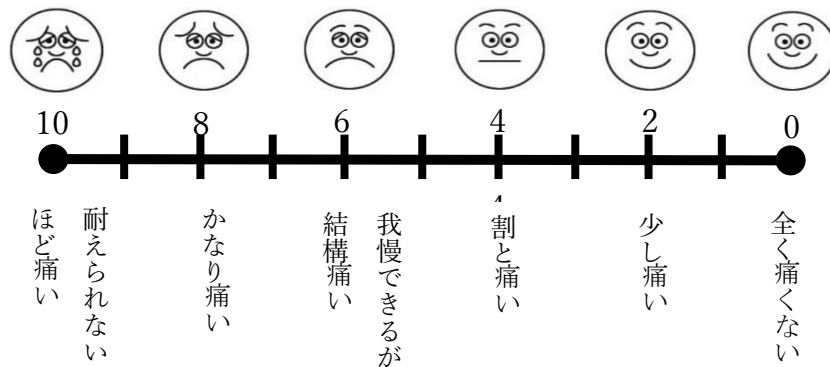 10
8
6
4
2
0
耐えられない
ほど痛い
かなり痛い
我慢できるが
結構痛い
割と痛い
少し痛い
全く痛くない